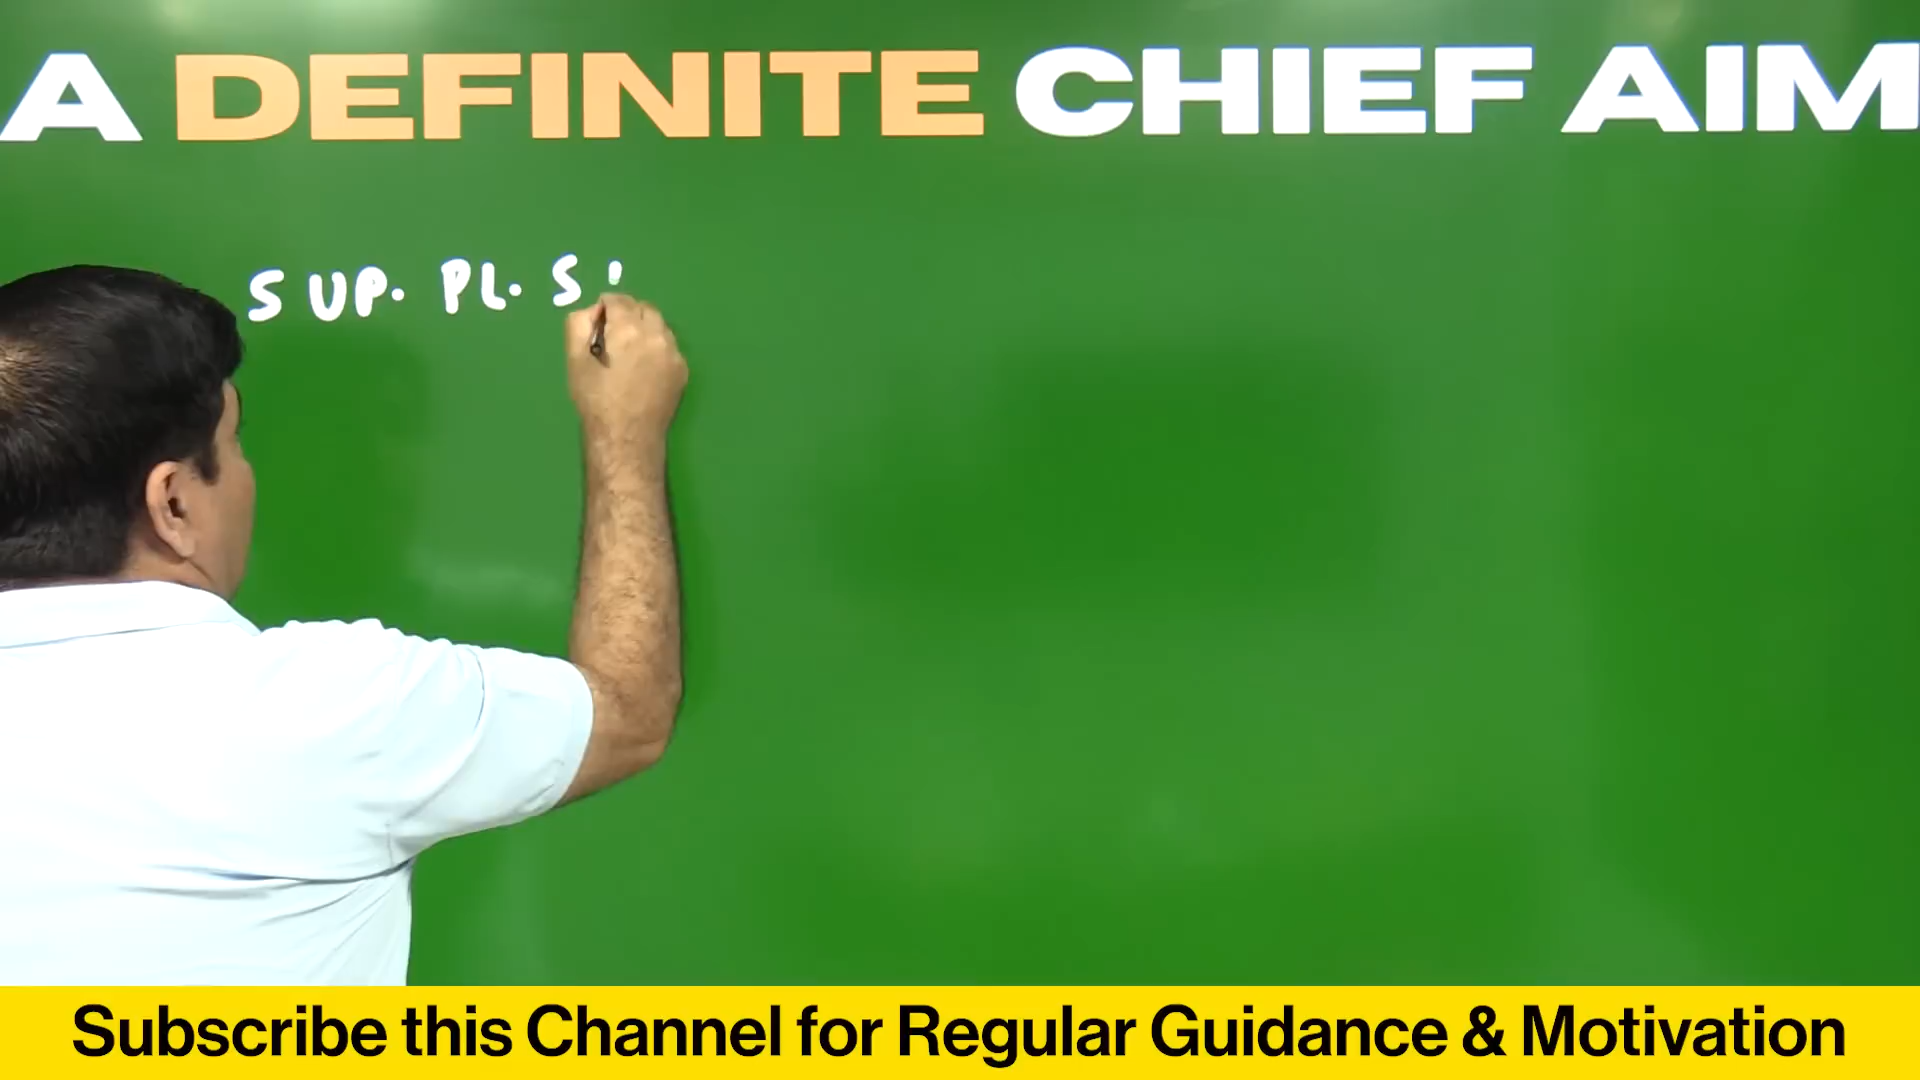 A DEFINITE CHIEF AIM
SUP. PL. S
Subscribe this Channel for Regular Guidance & Motivation